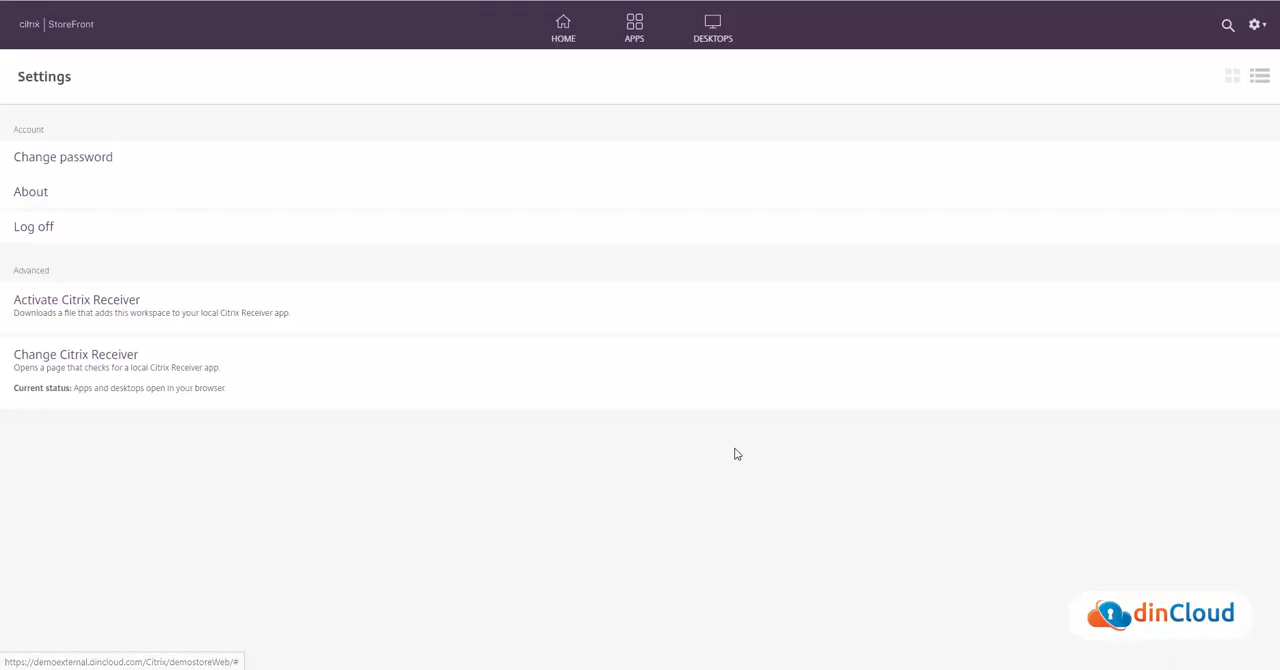 citrix | StoreFront
HOME
APPS
DESKTOPS
Settings
Account
Change password
About
Log off
Advanced
Activate Citrix Receiver
Downloads a file that adds this workspace to your local Citrix Receiver app.
Change Citrix Receiver
Opens a page that checks for a local Citrix Receiver app.
Current status: Apps and desktops open in your browser.
dinCloud
https://demoexternal.dincloud.com/Citrix/demostoreWeb/#